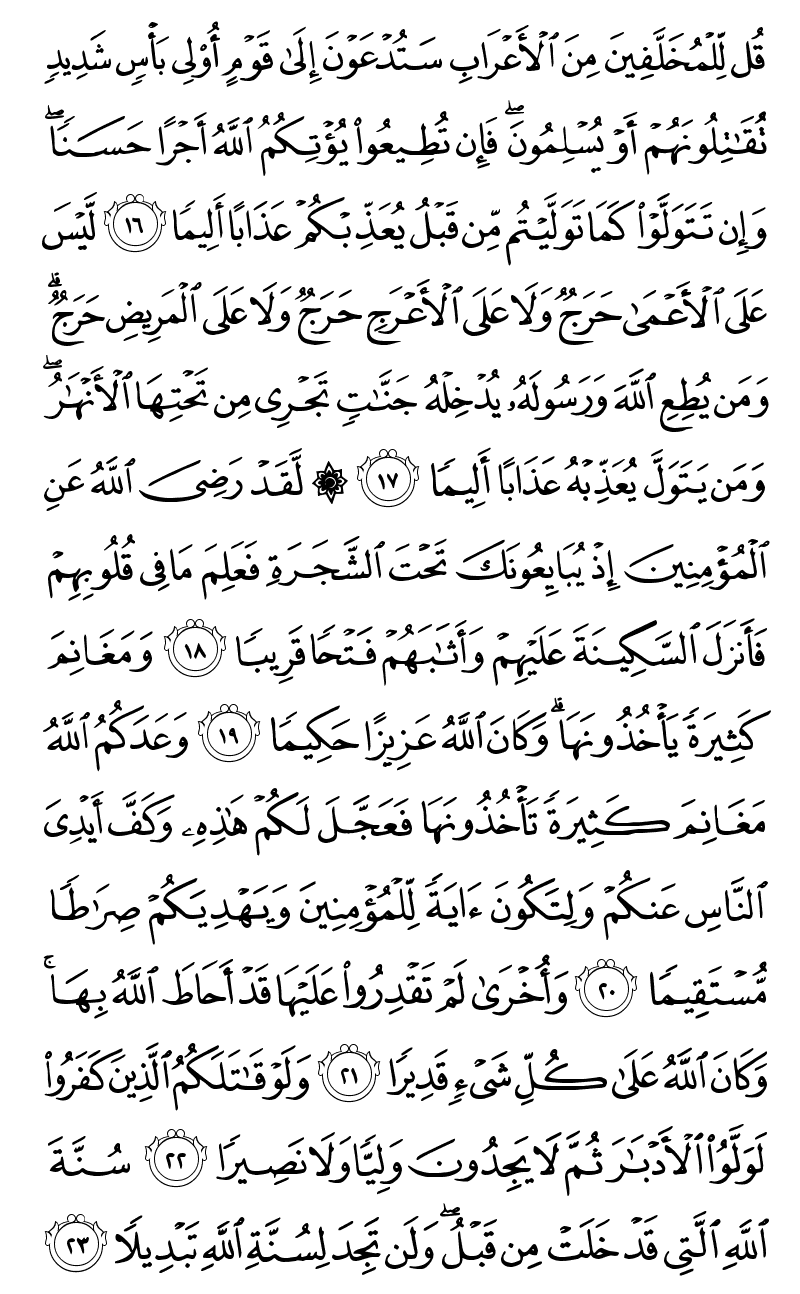 قُل لِّلْمُخَلَّفِينَ مِنَ ٱلْأَعْرَابِ سَتُدْعَوْنَ إِلَىٰ قَوْمٍ أُو۟لِى بَأْسٍ شَدِيدٍ
تُقَـٰتِلُونَهُمْ أَوْ يُسْلِمُونَ ۖ فَإِن تُطِيعُوا۟ يُؤْتِكُمُ ٱللَّهُ أَجْرًا حَسَنًا ۖ
وَإِن تَتَوَلَّوْا۟ كَمَا تَوَلَّيْتُم مِّن قَبْلُ يُعَذِّبْكُمْ عَذَابًا أَلِيمًا ١٦ لَّيْسَ
عَلَى ٱلْأَعْمَىٰ حَرَجٌ وَلَا عَلَى ٱلْأَعْرَجِ حَرَجٌ وَلَا عَلَى ٱلْمَرِيضِ حَرَجٌ ۗ
وَمَن يُطِعِ ٱللَّهَ وَرَسُولَهُۥ يُدْخِلْهُ جَنَّـٰتٍ تَجْرِى مِن تَحْتِهَا ٱلْأَنْهَـٰرُ ۖ
وَمَن يَتَوَلَّ يُعَذِّبْهُ عَذَابًا أَلِيمًا ١٧ ۞ لَّقَدْ رَضِىَ ٱللَّهُ عَنِ
ٱلْمُؤْمِنِينَ إِذْ يُبَايِعُونَكَ تَحْتَ ٱلشَّجَرَةِ فَعَلِمَ مَا فِى قُلُوبِهِمْ
فَأَنزَلَ ٱلسَّكِينَةَ عَلَيْهِمْ وَأَثَـٰبَهُمْ فَتْحًا قَرِيبًا ١٨ وَمَغَانِمَ
كَثِيرَةً يَأْخُذُونَهَا ۗ وَكَانَ ٱللَّهُ عَزِيزًا حَكِيمًا ١٩ وَعَدَكُمُ ٱللَّهُ
مَغَانِمَ كَثِيرَةً تَأْخُذُونَهَا فَعَجَّلَ لَكُمْ هَـٰذِهِۦ وَكَفَّ أَيْدِىَ
ٱلنَّاسِ عَنكُمْ وَلِتَكُونَ ءَايَةً لِّلْمُؤْمِنِينَ وَيَهْدِيَكُمْ صِرَٰطًا
مُّسْتَقِيمًا ٢٠ وَأُخْرَىٰ لَمْ تَقْدِرُوا۟ عَلَيْهَا قَدْ أَحَاطَ ٱللَّهُ بِهَا ۚ
وَكَانَ ٱللَّهُ عَلَىٰ كُلِّ شَىْءٍ قَدِيرًا ٢١ وَلَوْ قَـٰتَلَكُمُ ٱلَّذِينَ كَفَرُوا۟
لَوَلَّوُا۟ ٱلْأَدْبَـٰرَ ثُمَّ لَا يَجِدُونَ وَلِيًّا وَلَا نَصِيرًا ٢٢ سُنَّةَ
ٱللَّهِ ٱلَّتِى قَدْ خَلَتْ مِن قَبْلُ ۖ وَلَن تَجِدَ لِسُنَّةِ ٱللَّهِ تَبْدِيلًا ٢٣